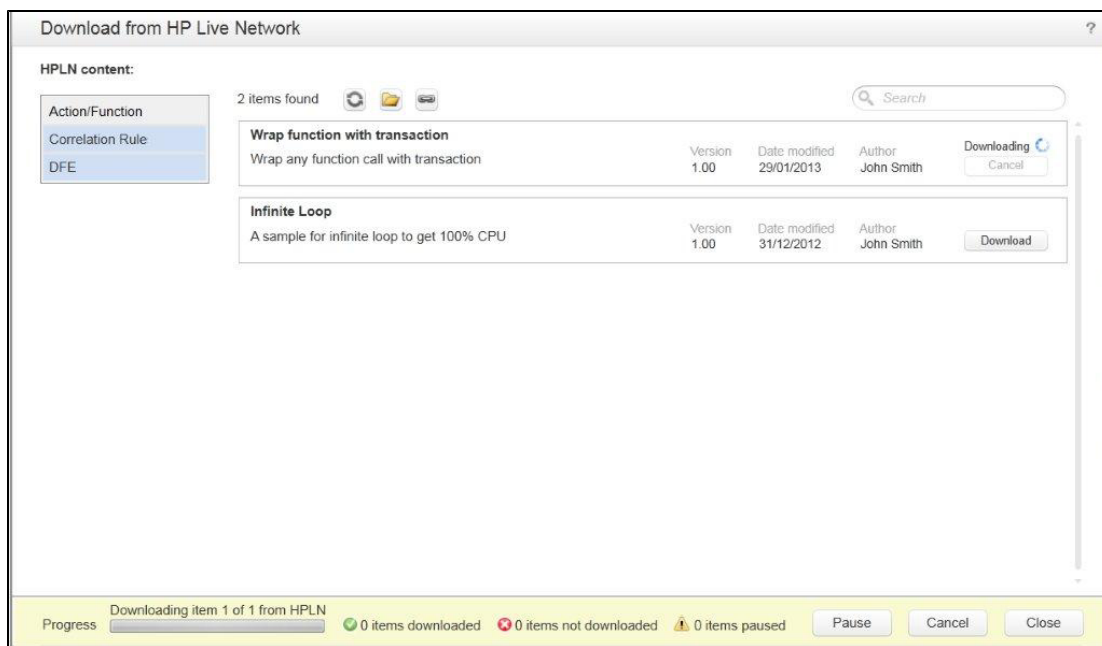 Download from HP Live Network ?
HPLN content:
Action/Function
Correlation Rule
DFE
2 items found
Search
Wrap function with transaction
Wrap any function call with transaction
Version
1.00
Date modified
29/01/2013
Author
John Smith
Downloading
Cancel
Infinite Loop
A sample for infinite loop to get 100% CPU
Version
1.00
Date modified
31/12/2012
Author
John Smith
Download
Downloading item 1 of 1 from HPLN
Progress 0 items downloaded 0 items not downloaded 0 items paused Pause Cancel Close